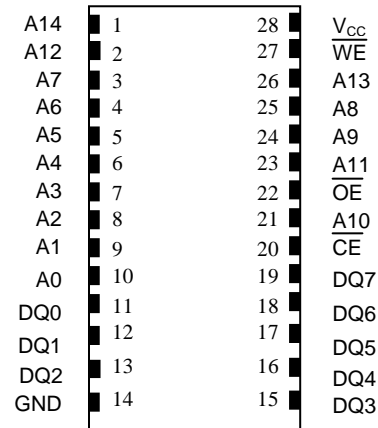 A14 1 28 VCC
A12 2 27 WE
A7 3 26 A13
A6 4 25 A8
A5 5 24 A9
A4 6 23 A11
A3 7 22 OE
A2 8 21 A10
A1 9 20 CE
A0 10 19 DQ7
DQ0 11 18 DQ6
DQ1 12 17 DQ5
DQ2 13 16 DQ4
GND 14 15 DQ3